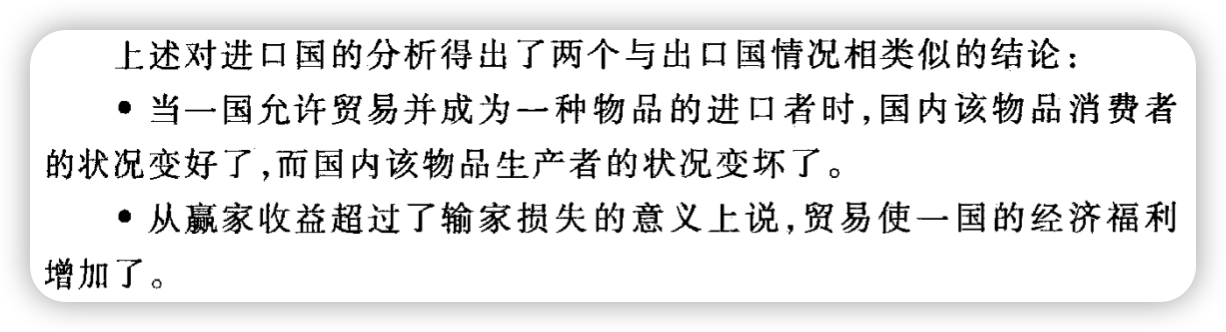 上述对进口国的分析得出了两个与出口国情况相类似的结论：
• 当一国允许贸易并成为一种物品的进口者时，国内该物品消费者
的状况变好了，而国内该物品生产者的状况变坏了。
• 从赢家收益超过了输家损失的意义上说，贸易使一国的经济福利
增加了。